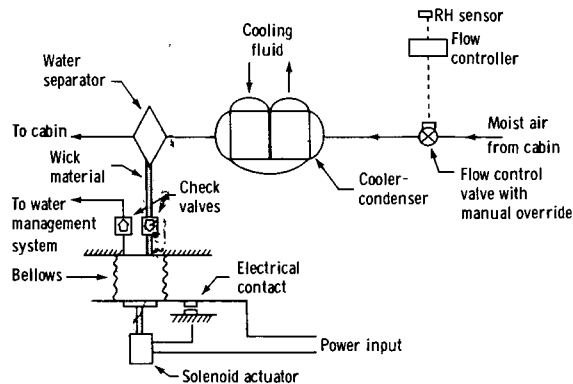 RH sensor
Flow
controller
Cooling
fluid
Water
separator
To cabin
Moist air
from cabin
Wick
material
Cooler-
condenser
Flow control
valve with
manual override
To water
management
system
Check
valves
Bellows
Electrical
contact
Power input
Solenoid actuator